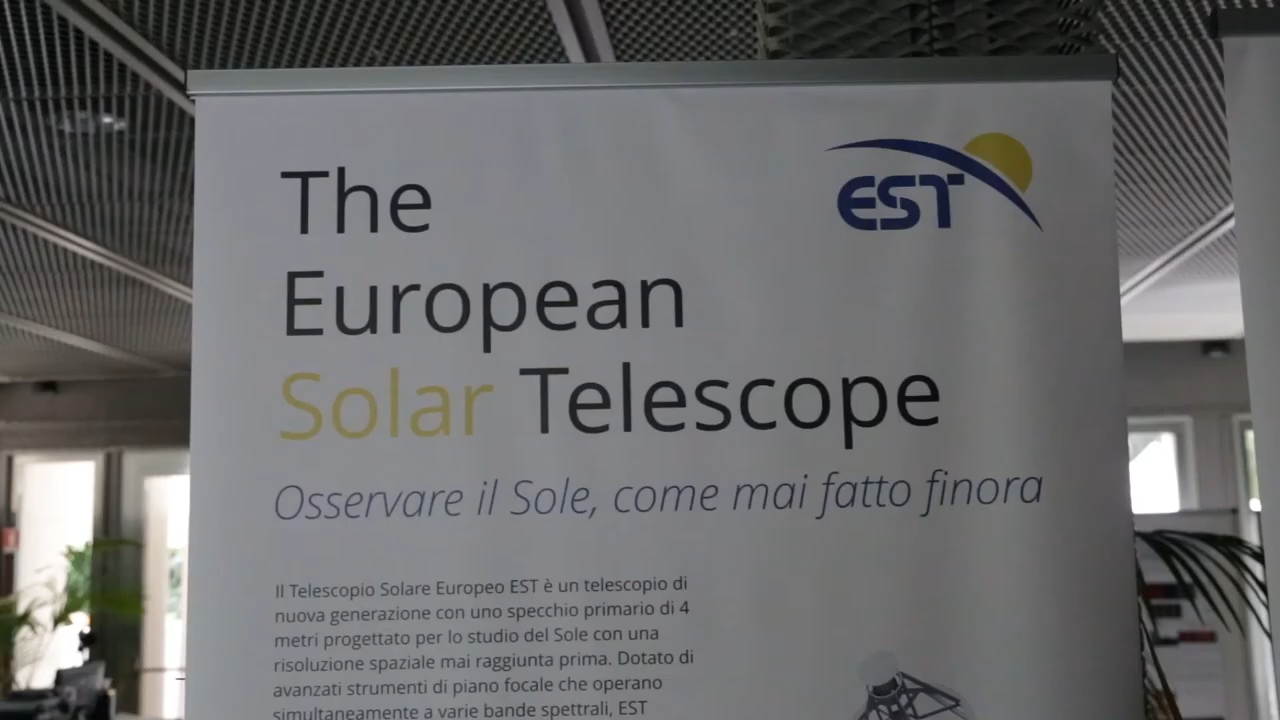 The
European
Solar Telescope
EST
Osservare il Sole, come mai fatto finora
Il Telescopio Solare Europeo EST è un telescopio di
nuova generazione con uno specchio primario di 4
metri progettato per lo studio del Sole con una
risoluzione spaziale mai raggiunta prima. Dotato di
avanzati strumenti di piano focale che operano
simultaneamente a varie bande spettrali, EST